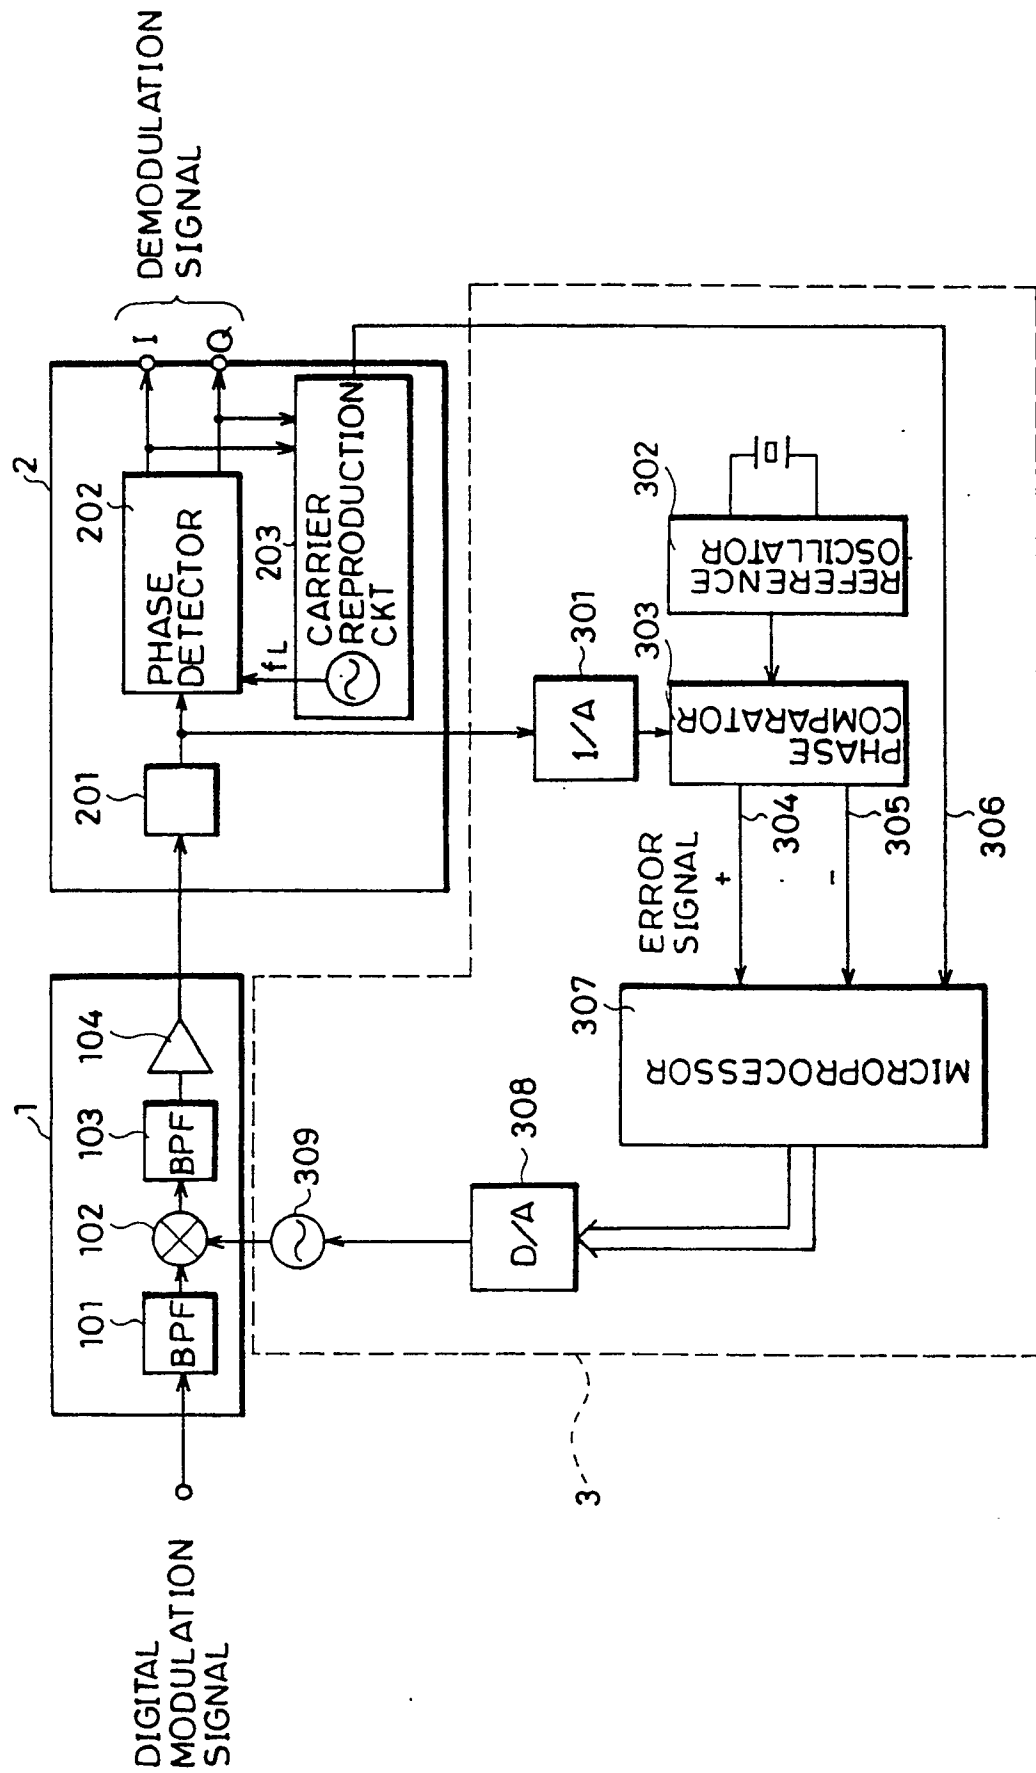 DIGITAL
MODULATION
SIGNAL
1
101
BPF
102
103
BPF
104
2
201
202
PHASE
DETECTOR
fL
203
CARRIER
REPRODUCTION
CKT
I
Q
DEMODULATION
SIGNAL
3
309
308
D/A
307
MICROPROCESSOR
ERROR
SIGNAL
+
304
-
305
306
301
1/A
303
PHASE
COMPARATOR
302
REFERENCE
OSCILLATOR